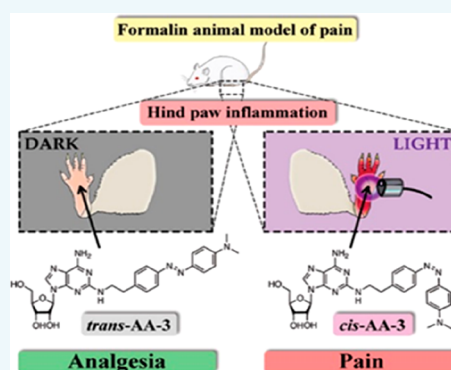 Formalin animal model of pain
Hind paw inflammation
DARK
LIGHT
NH₂
N
N
N
N
N
H
N
N
N
HO
O
OHOH
trans-AA-3
NH₂
N
N
N
N
N
H
N
N
N
HO
O
OHOH
cis-AA-3
Analgesia
Pain